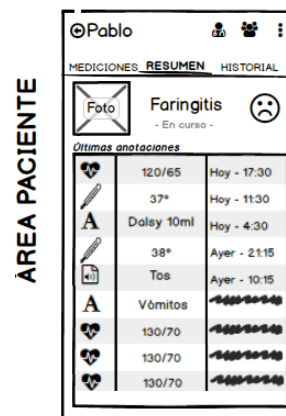 ÁREA PACIENTE
Pablo
MEDICIONES RESUMEN HISTORIAL
Foto
Faringitis
- En curso -
Últimas anotaciones
120/65 Hoy - 17:30
37° Hoy - 11:30
A Dalsy 10ml Hoy - 4:30
38° Ayer - 21:15
Tos Ayer - 10:15
A Vómitos
130/70
130/70
130/70